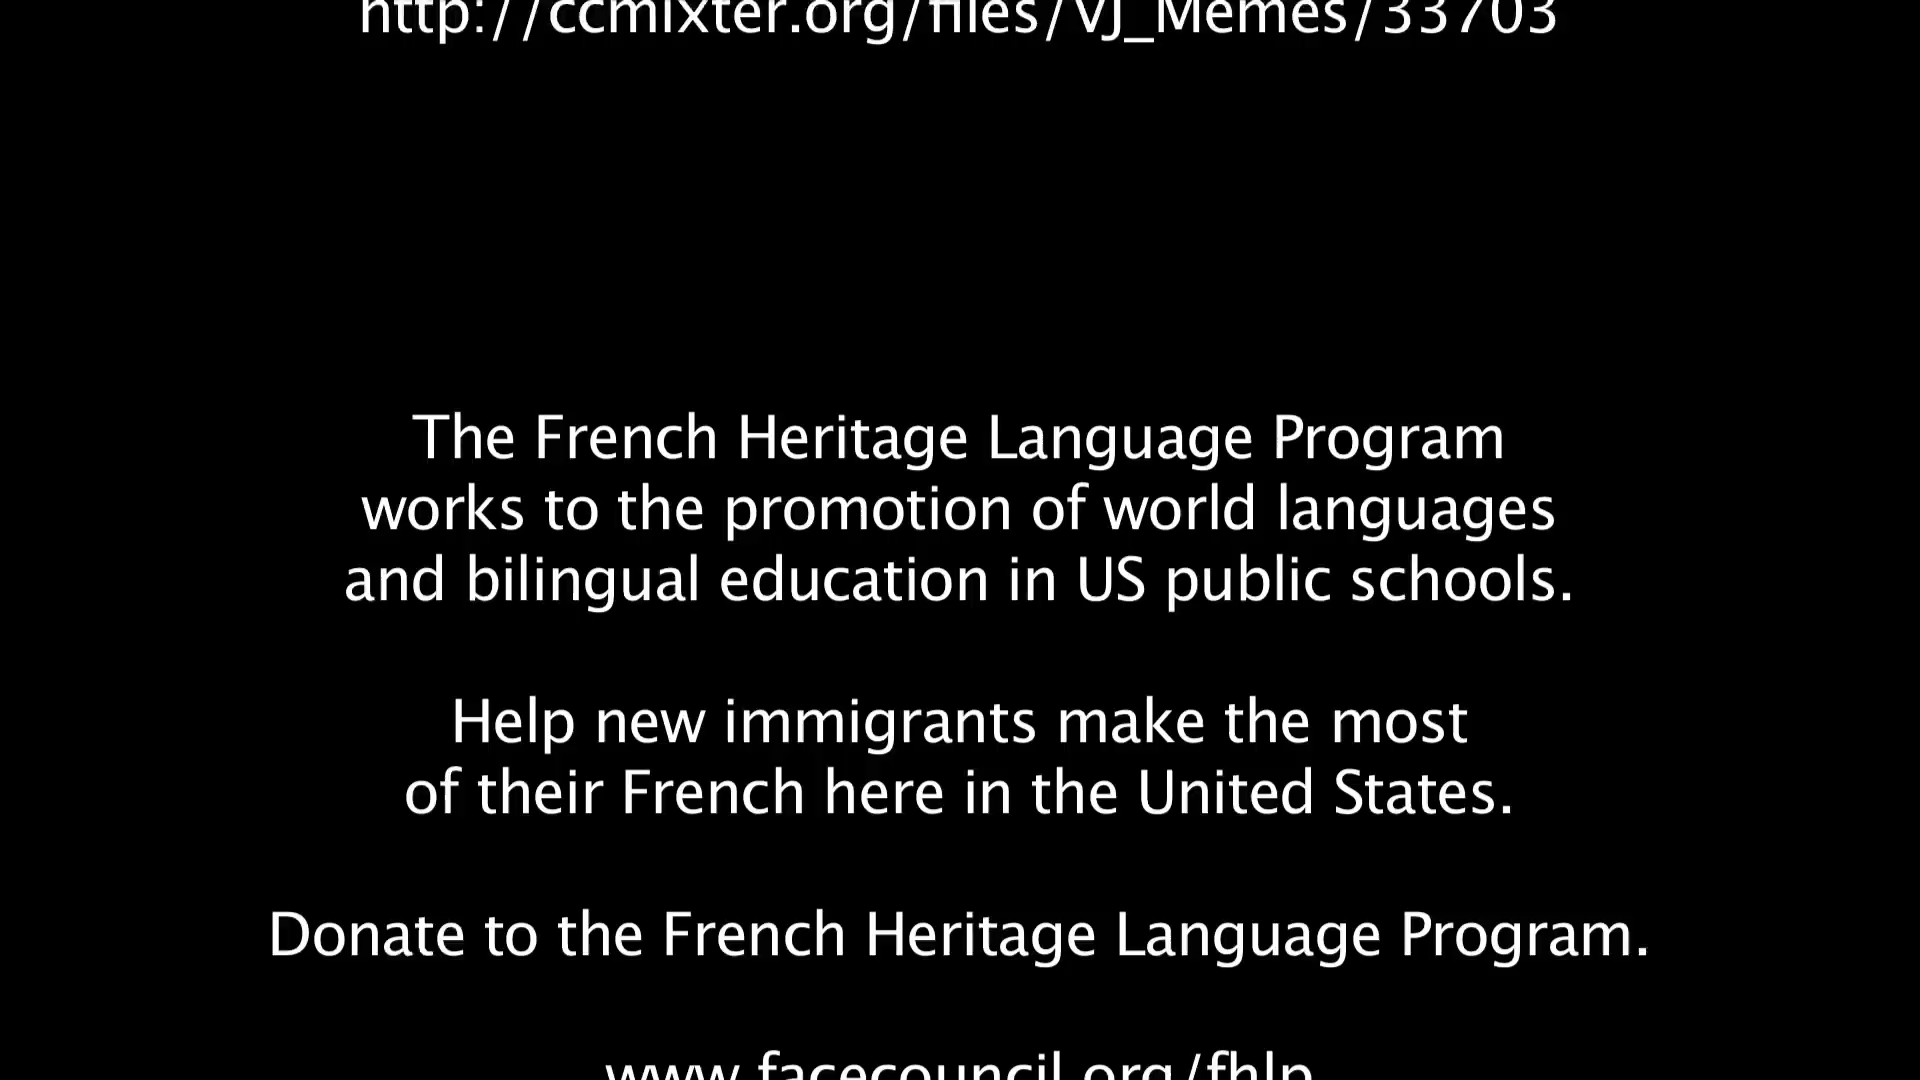 http://ccmixter.org/files/VJ_Memes/33703
The French Heritage Language Program
works to the promotion of world languages
and bilingual education in US public schools.
Help new immigrants make the most
of their French here in the United States.
Donate to the French Heritage Language Program.
www.facecouncil.org/fhlp